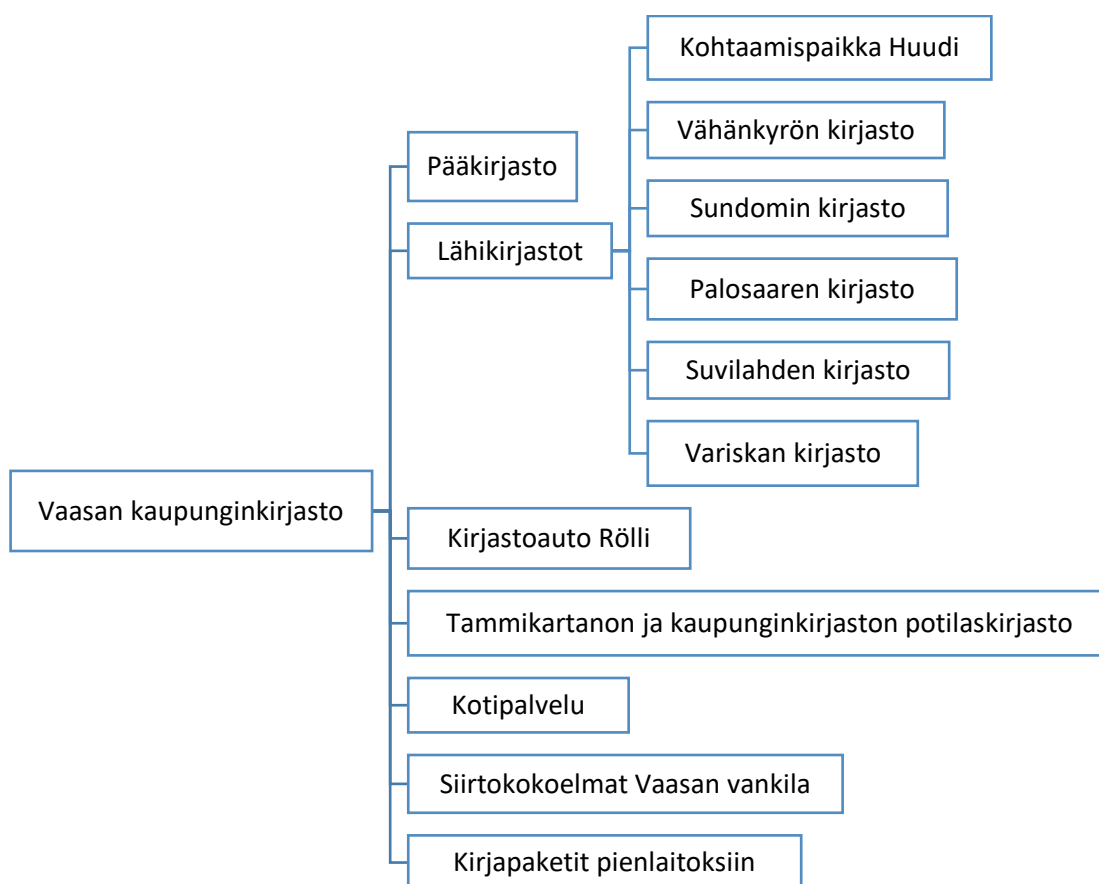 Vaasan kaupunginkirjasto
Pääkirjasto
Lähikirjastot
Kohtaamispaikka Huudi
Vähänkyrön kirjasto
Sundomin kirjasto
Palosaaren kirjasto
Suvilahden kirjasto
Variskan kirjasto
Kirjastoauto Rölli
Tammikartanon ja kaupunginkirjaston potilaskirjasto
Kotipalvelu
Siirtokokoelmat Vaasan vankila
Kirjapaketit pienlaitoksiin